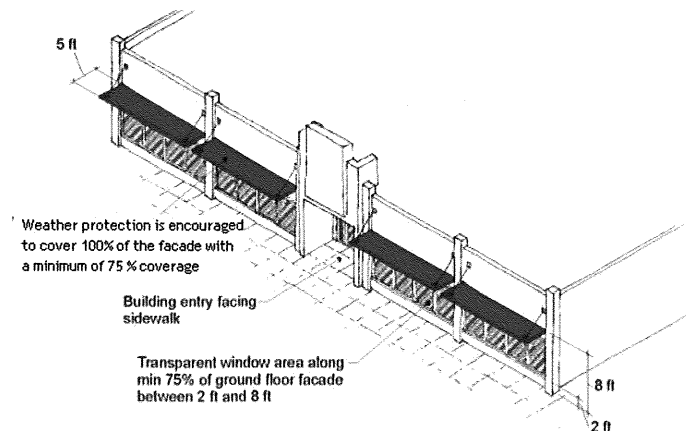 5 ft
Weather protection is encouraged
to cover 100% of the facade with
a minimum of 75 % coverage
Building entry facing
sidewalk
Transparent window area along
min 75% of ground floor facade
between 2 ft and 8 ft
8 ft
2 ft